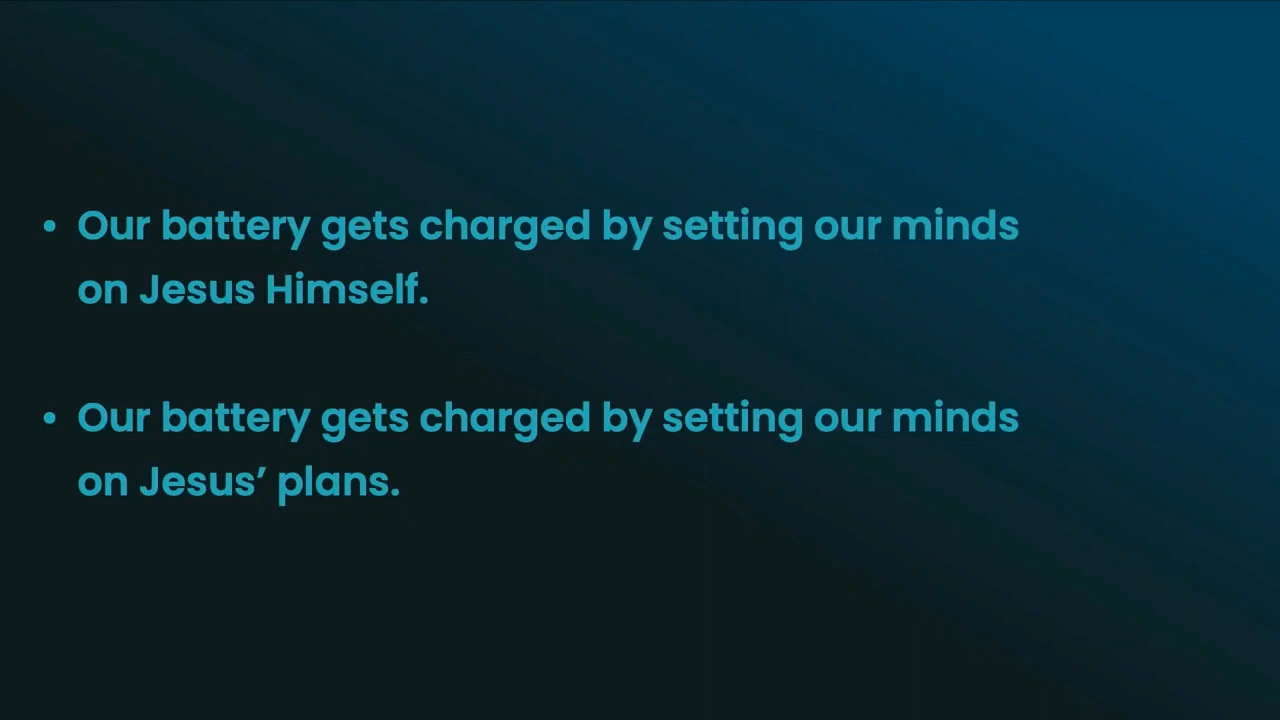 • Our battery gets charged by setting our minds
on Jesus Himself.
• Our battery gets charged by setting our minds
on Jesus’ plans.